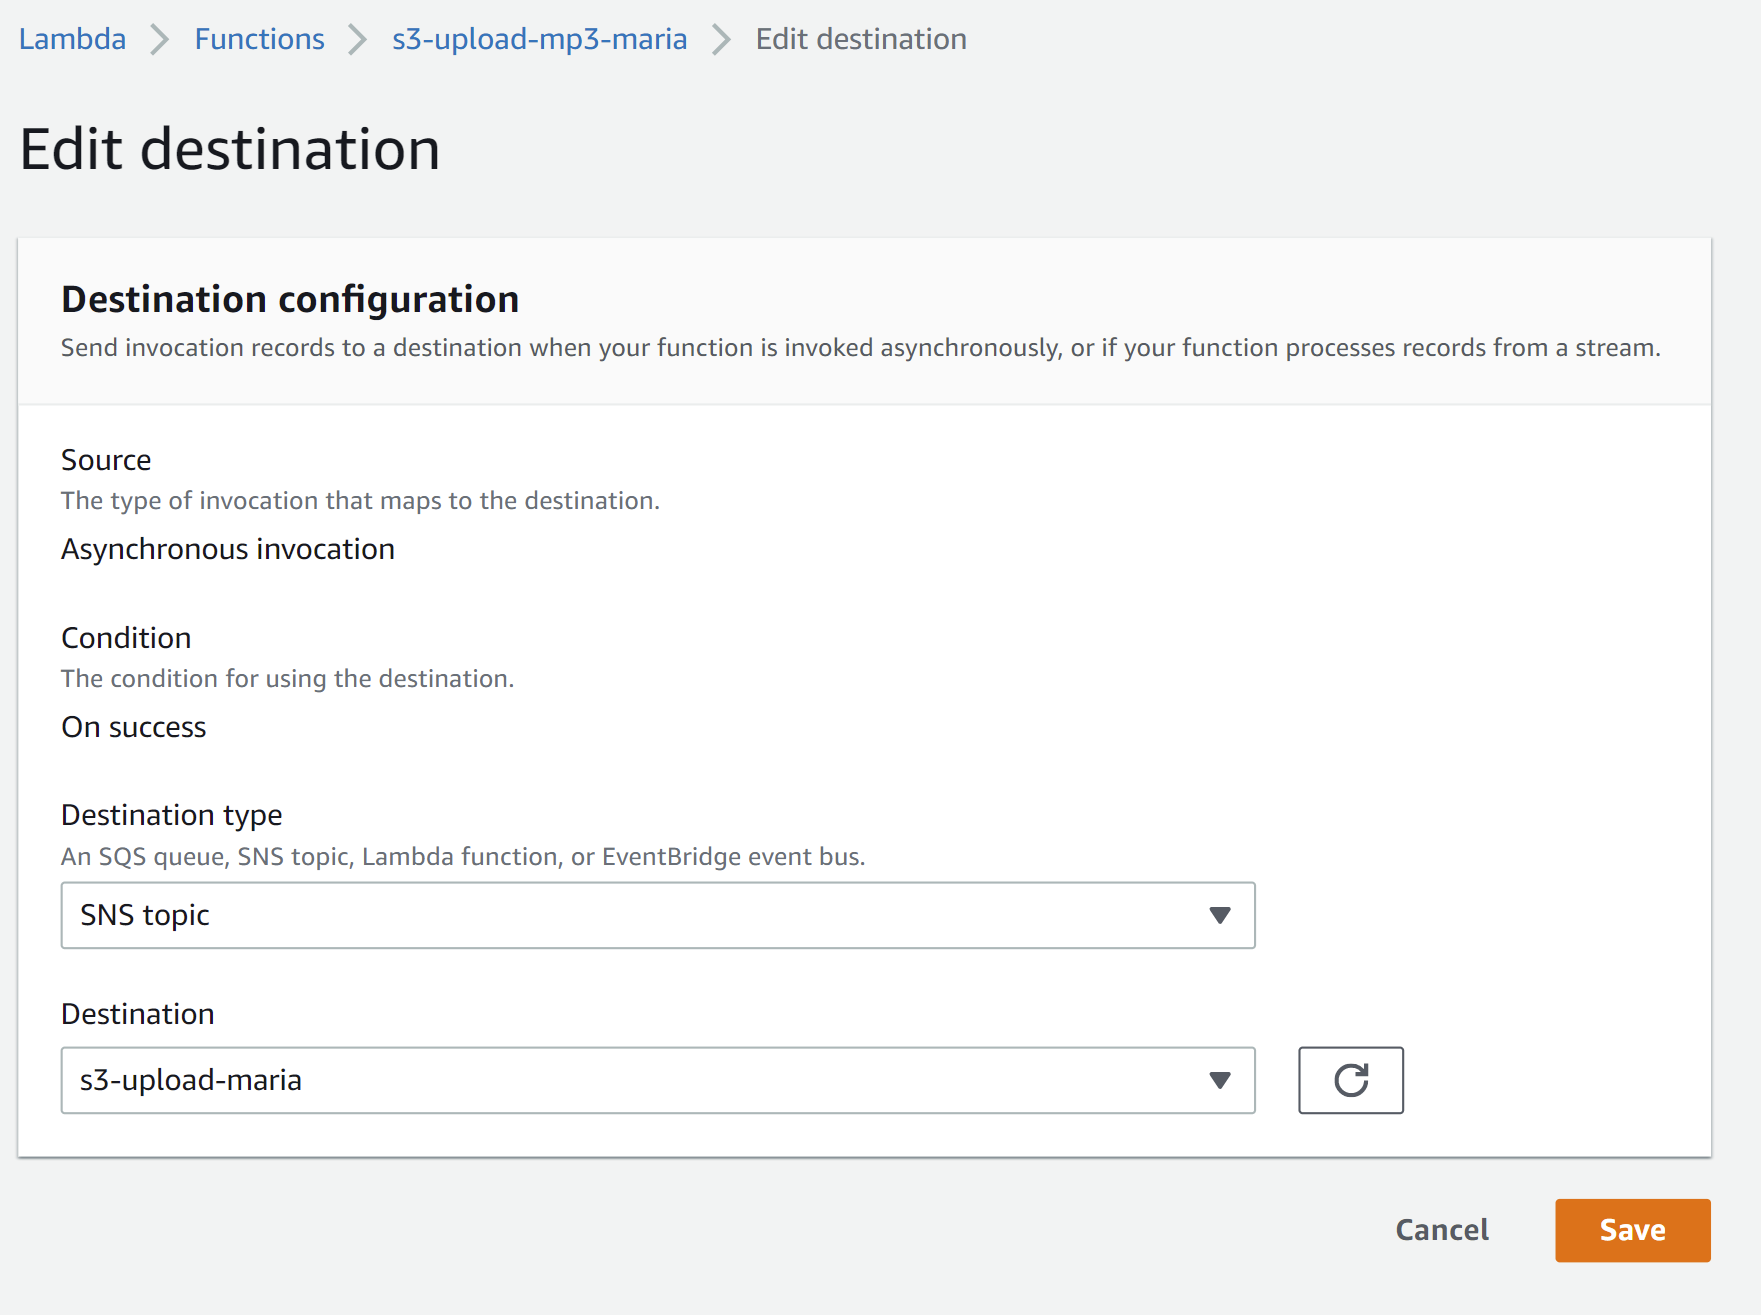 Lambda > Functions > s3-upload-mp3-maria > Edit destination
Edit destination
Destination configuration
Send invocation records to a destination when your function is invoked asynchronously, or if your function processes records from a stream.
Source
The type of invocation that maps to the destination.
Asynchronous invocation
Condition
The condition for using the destination.
On success
Destination type
An SQS queue, SNS topic, Lambda function, or EventBridge event bus.
SNS topic
Destination
s3-upload-maria
Cancel Save